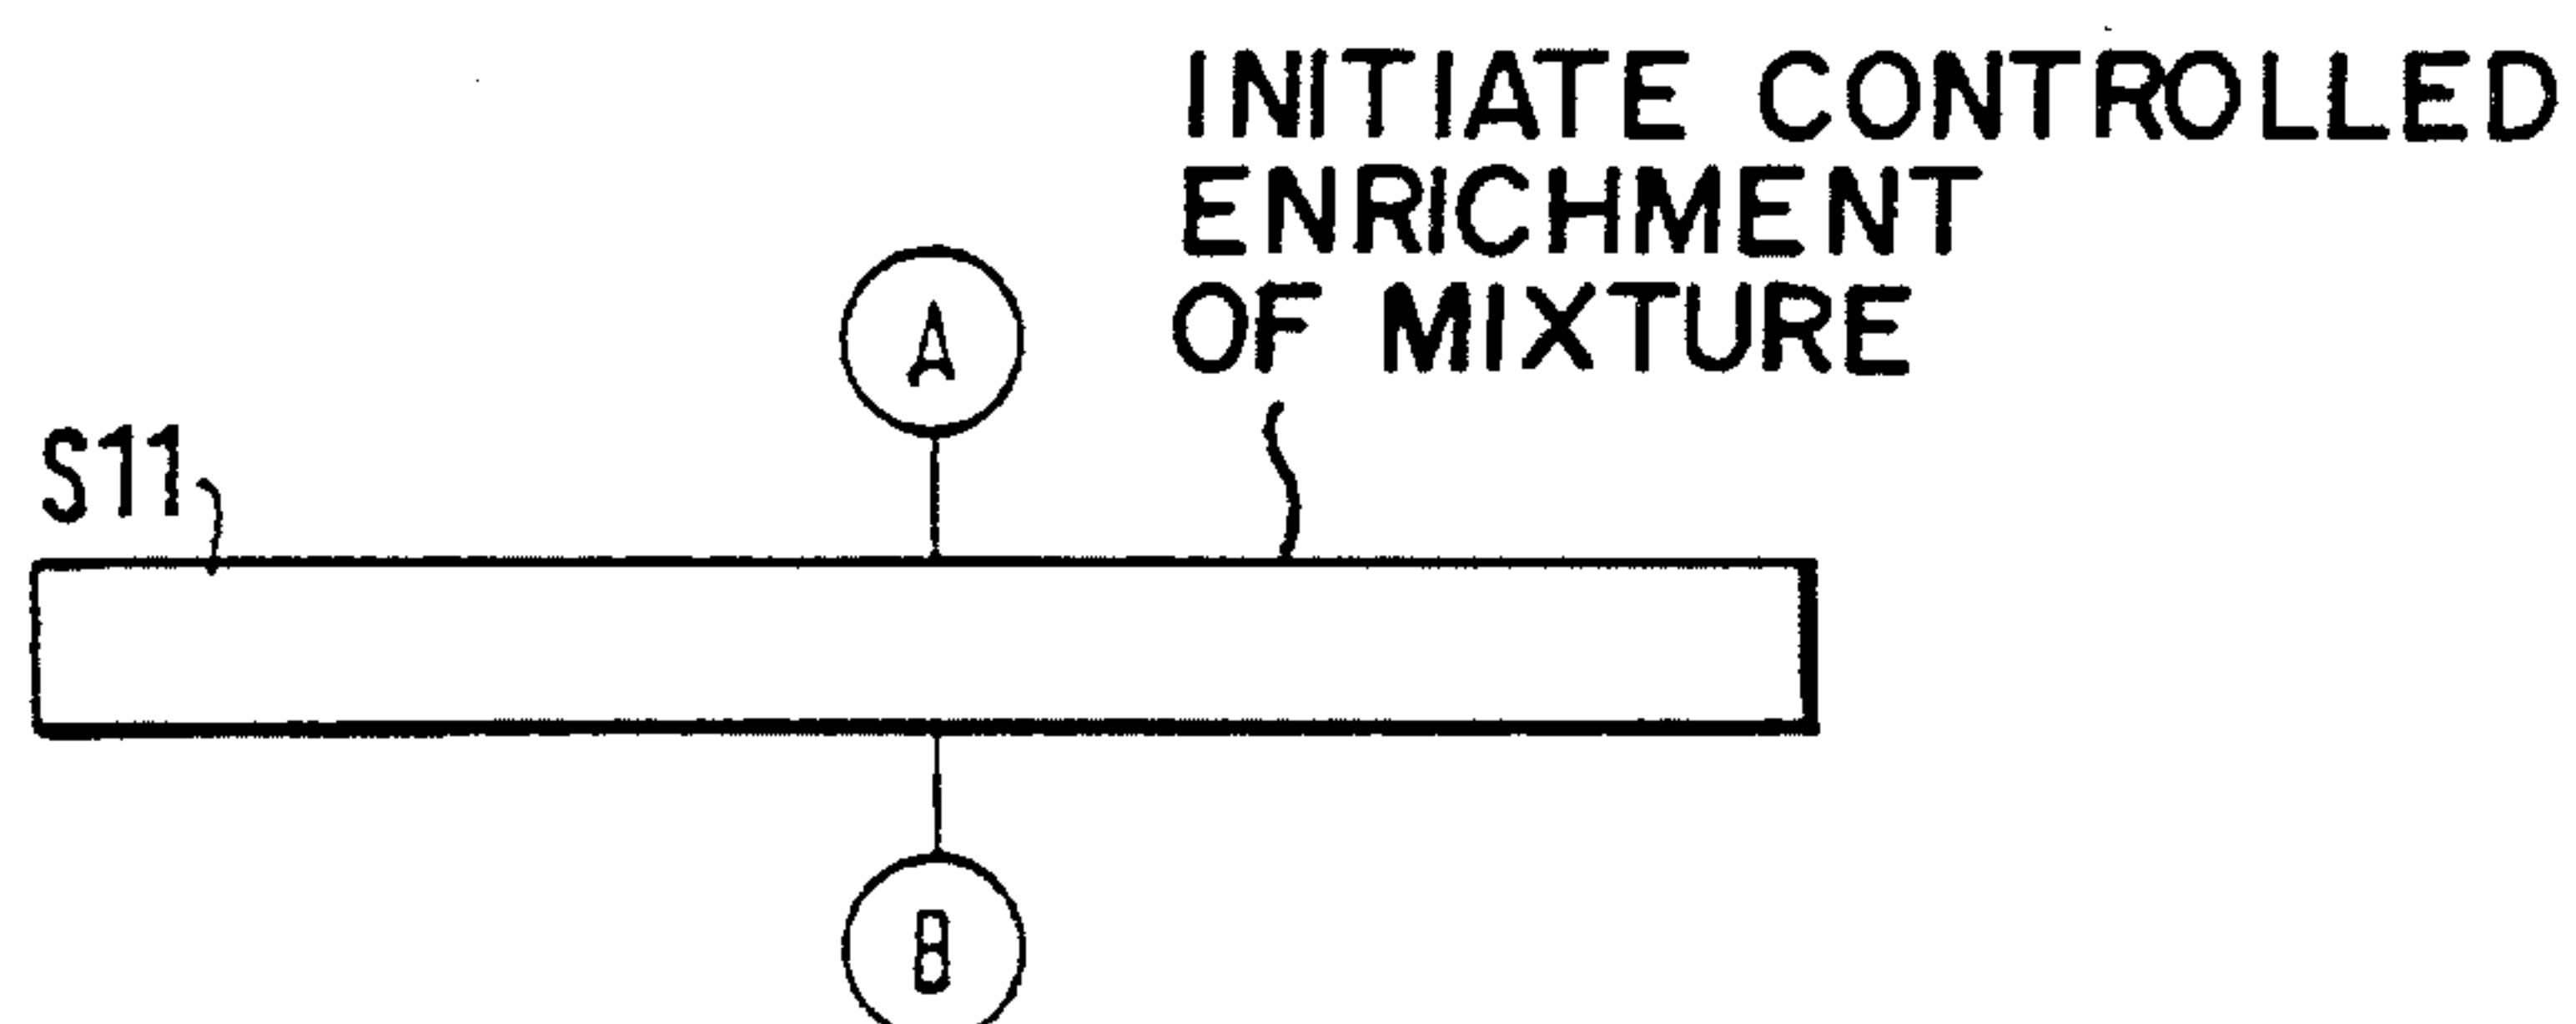 INITIATE CONTROLLED
ENRICHMENT
OF MIXTURE
A
S11
B